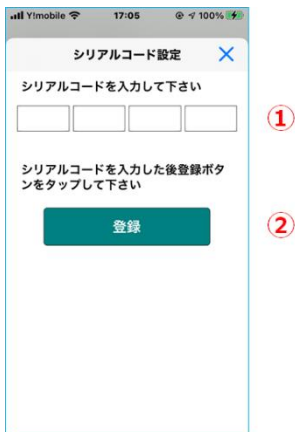 Y!mobile 17:05 100%
シリアルコード設定
シリアルコードを入力して下さい
①
シリアルコードを入力した後登録ボタ
ンをタップして下さい
登録
②